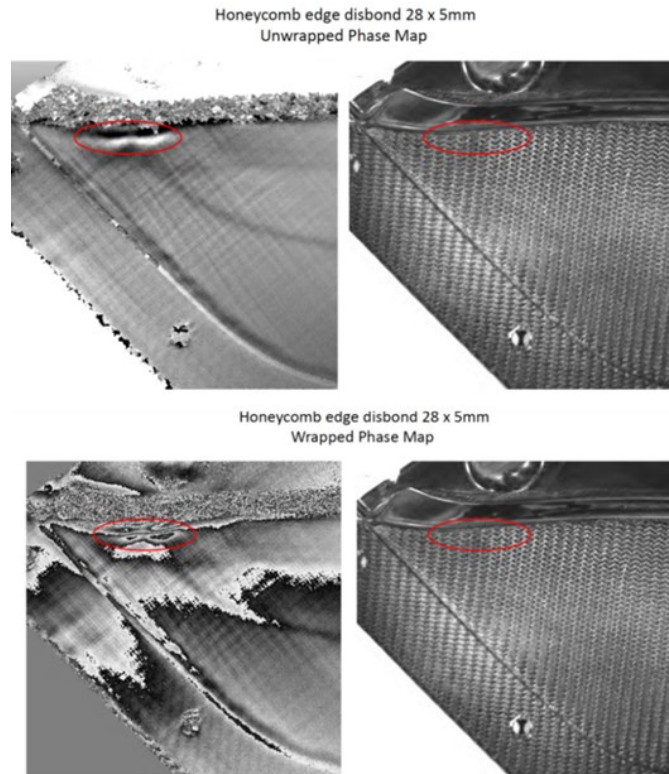 Honeycomb edge disbond 28 x 5mm
Unwrapped Phase Map
Honeycomb edge disbond 28 x 5mm
Wrapped Phase Map